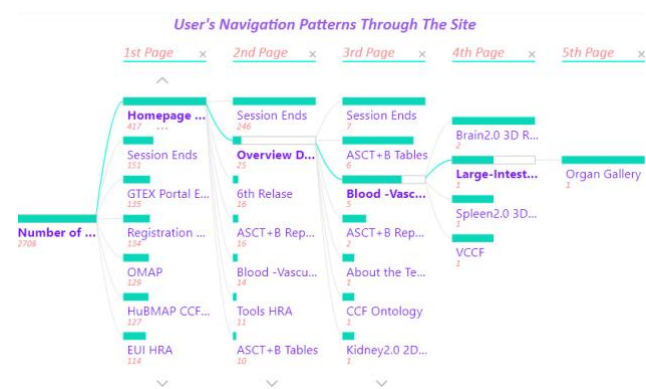 User's Navigation Patterns Through The Site
1st Page × 2nd Page × 3rd Page × 4th Page × 5th Page ×
Number of ...
2708
Homepage ...
417 ...
Session Ends
151
GTEX Portal E...
135
Registration ...
134
OMAP
129
HuBMAP CCF...
127
EUI HRA
114
Session Ends
246
Overview D...
25
6th Relase
16
ASCT+B Rep...
16
Blood -Vascu...
14
Tools HRA
11
ASCT+B Tables
10
Session Ends
7
ASCT+B Tables
6
Blood -Vasc...
5
ASCT+B Rep...
2
About the Te...
1
CCF Ontology
1
Kidney2.0 2D...
1
Brain2.0 3D R...
2
Large-Intest...
1
Spleen2.0 3D...
1
VCCF
1
Organ Gallery
1